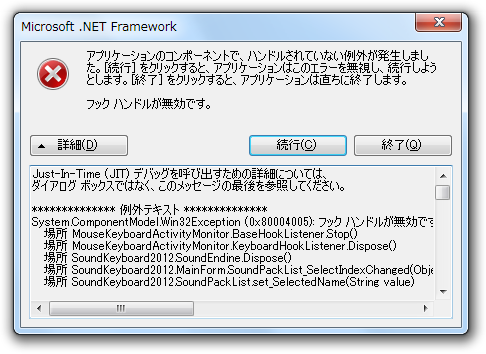 Microsoft .NET Framework
アプリケーションのコンポーネントで、ハンドルされていない例外が発生しまし
た。[続行] をクリックすると、アプリケーションはこのエラーを無視し、続行しよう
とします。[終了] をクリックすると、アプリケーションは直ちに終了します。
フック ハンドルが無効です。
詳細(D)
続行(C)
終了(Q)
Just-In-Time (JIT) デバッグを呼び出すための詳細については、
ダイアログ ボックスではなく、このメッセージの最後を参照してください。
************** 例外テキスト **************
System.ComponentModel.Win32Exception (0x80004005): フック ハンドルが無効です
場所 MouseKeyboardActivityMonitor.BaseHookListener.Stop()
場所 MouseKeyboardActivityMonitor.KeyboardHookListener.Dispose()
場所 SoundKeyboard2012.SoundEndine.Dispose()
場所 SoundKeyboard2012.MainForm.SoundPackList_SelectIndexChanged(Obje
場所 SoundKeyboard2012.SoundPackList.set_SelectedName(String value)